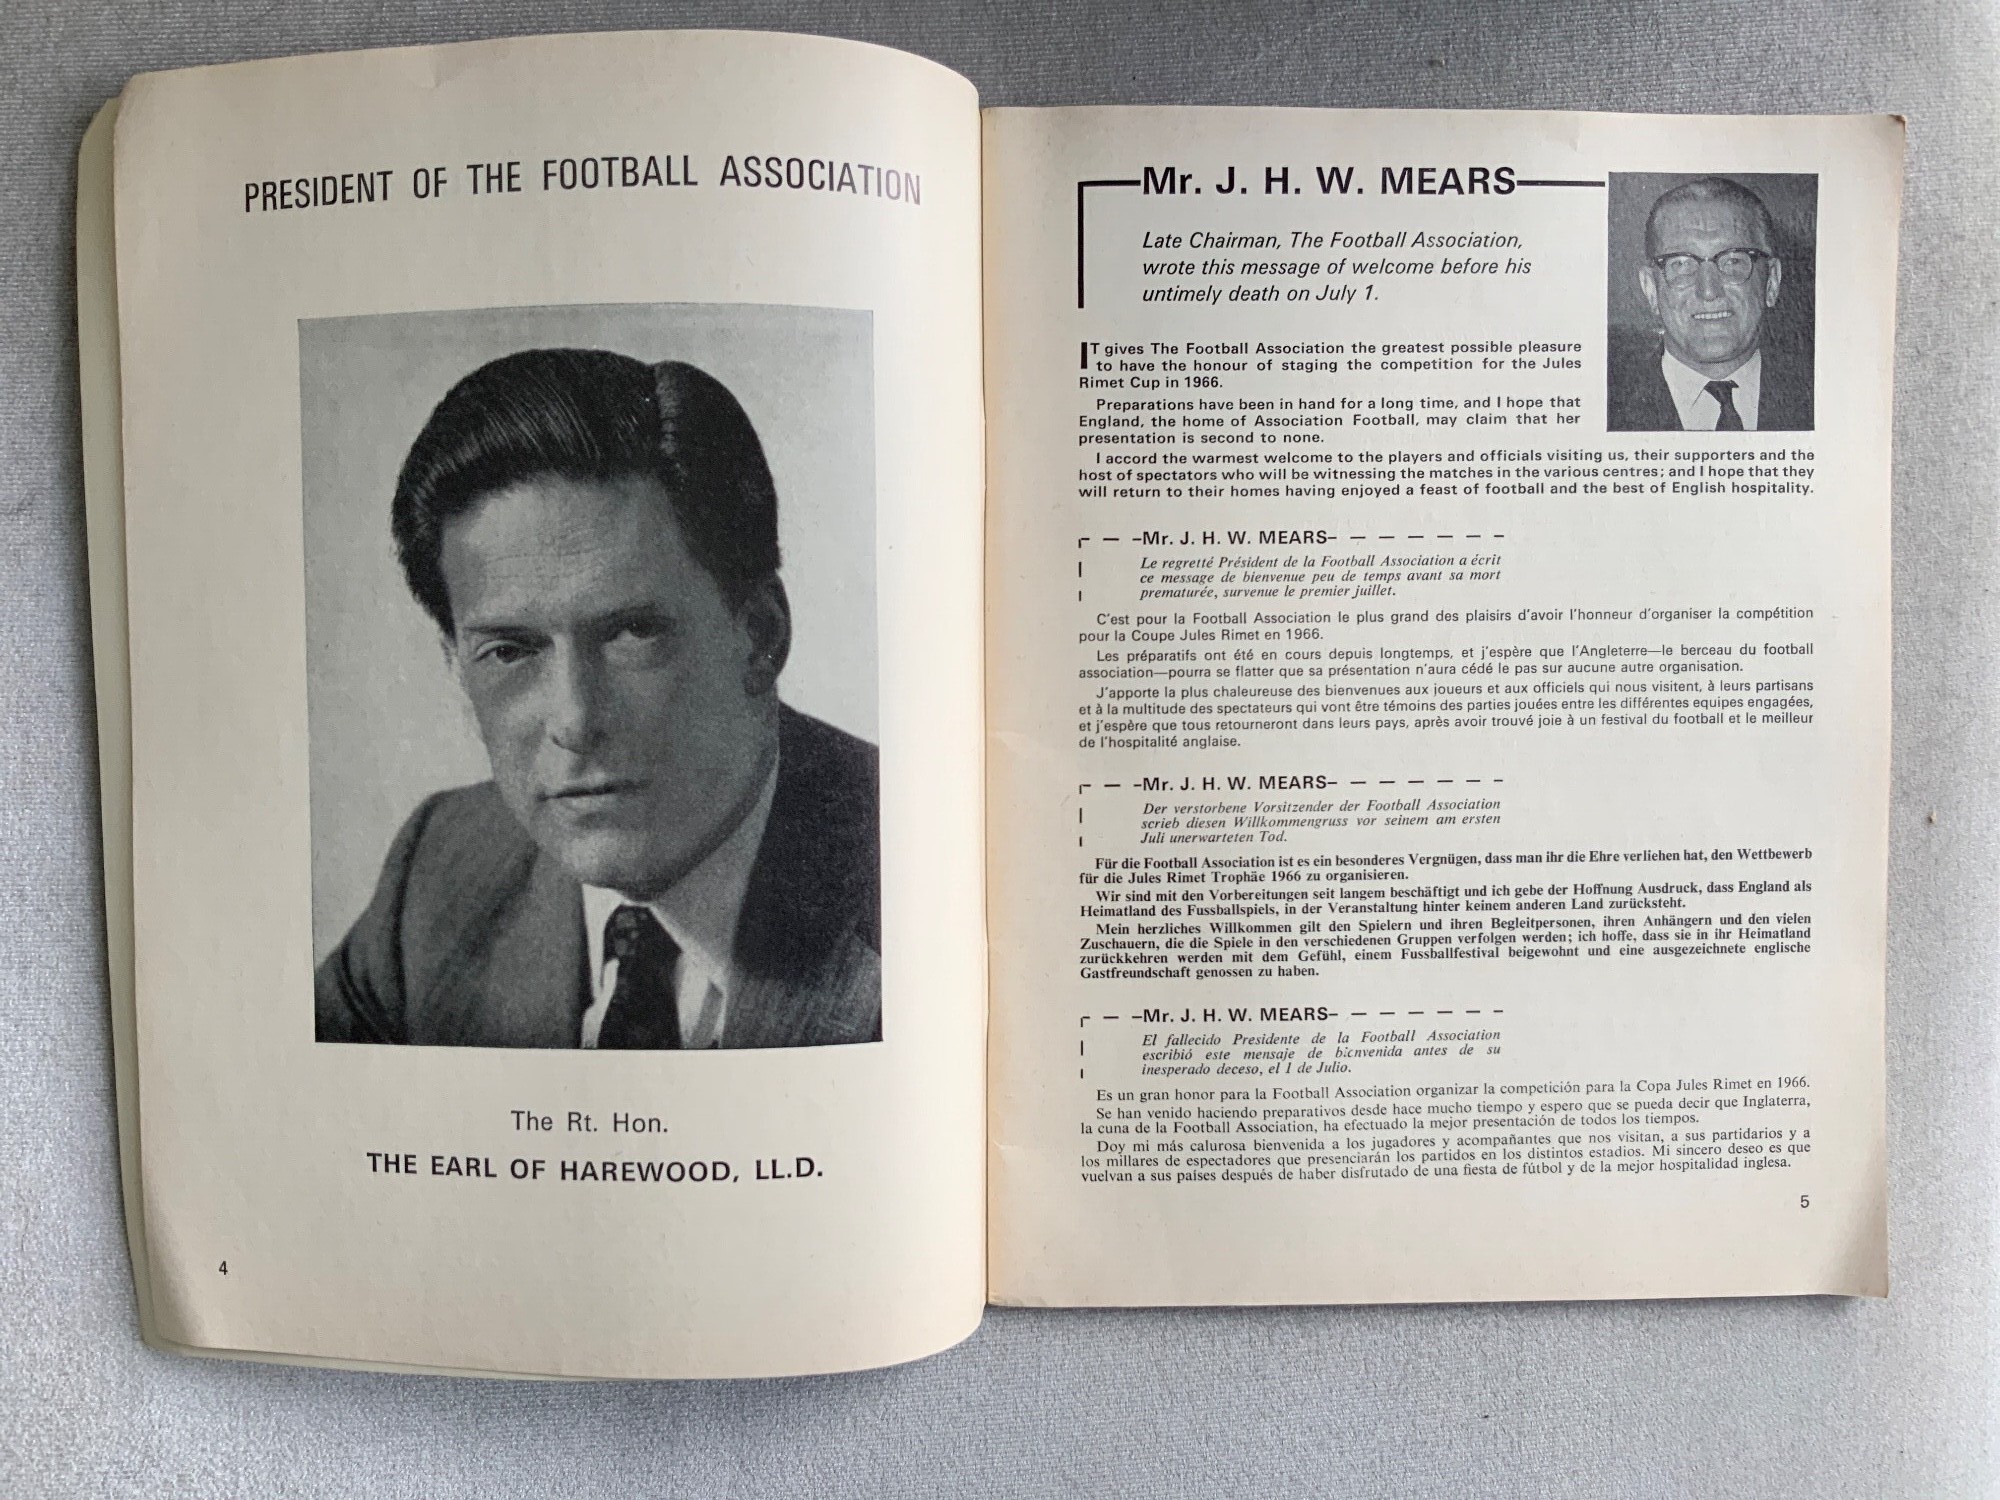 PRESIDENT OF THE FOOTBALL ASSOCIATION
The Rt. Hon.
THE EARL OF HAREWOOD, LL.D.
4
Mr. J. H. W. MEARS
Late Chairman, The Football Association,
wrote this message of welcome before his
untimely death on July 1.
IT gives The Football Association the greatest possible pleasure
to have the honour of staging the competition for the Jules
Rimet Cup in 1966.
Preparations have been in hand for a long time, and I hope that
England, the home of Association Football, may claim that her
presentation is second to none.
I accord the warmest welcome to the players and officials visiting us, their supporters and the
host of spectators who will be witnessing the matches in the various centres; and I hope that they
will return to their homes having enjoyed a feast of football and the best of English hospitality.
Mr. J. H. W. MEARS
Le regretté Président de la Football Association a écrit
ce message de bienvenue peu de temps avant sa mort
prematurée, survenue le premier juillet.
C'est pour la Football Association le plus grand des plaisirs d'avoir l'honneur d'organiser la compétition
pour la Coupe Jules Rimet en 1966.
Les préparatifs ont été en cours depuis longtemps, et j'espère que l'Angleterre—le berceau du football
association—pourra se flatter que sa présentation n'aura cédé le pas sur aucune autre organisation.
J'apporte la plus chaleureuse des bienvenues aux joueurs et aux officiels qui nous visitent, à leurs partisans
et à la multitude des spectateurs qui vont être témoins des parties jouées entre les différentes equipes engagées,
et j'espère que tous retourneront dans leurs pays, après avoir trouvé joie à un festival du football et le meilleur
de l'hospitalité anglaise.
Mr. J. H. W. MEARS
Der verstorbene Vorsitzender der Football Association
scrieb diesen Willkommengruss vor seinem am ersten
Juli unerwarteten Tod.
Für die Football Association ist es ein besonderes Vergnügen, dass man ihr die Ehre verliehen hat, den Wettbewerb
für die Jules Rimet Trophäe 1966 zu organisieren.
Wir sind mit den Vorbereitungen seit langem beschäftigt und ich gebe der Hoffnung Ausdruck, dass England als
Heimatland des Fussballspiels, in der Veranstaltung hinter keinem anderen Land zurücksteht.
Mein herzliches Willkommen gilt den Spielern und ihren Begleitpersonen, ihren Anhängern und den vielen
Zuschauern, die die Spiele in den verschiedenen Gruppen verfolgen werden; ich hoffe, dass sie in ihr Heimatland
zurückkehren werden mit dem Gefühl, einem Fussballfestival beigewohnt und eine ausgezeichnete englische
Gastfreundschaft genossen zu haben.
Mr. J. H. W. MEARS
El fallecido Presidente de la Football Association
escribió este mensaje de bienvenida antes de su
inesperado deceso, el 1 de Julio.
Es un gran honor para la Football Association organizar la competición para la Copa Jules Rimet en 1966.
Se han venido haciendo preparativos desde hace mucho tiempo y espero que se pueda decir que Inglaterra,
la cuna de la Football Association, ha efectuado la mejor presentación de todos los tiempos.
Doy mi más calurosa bienvenida a los jugadores y acompañantes que nos visitan, a sus partidarios y a
los millares de espectadores que presenciarán los partidos en los distintos estadios. Mi sincero deseo es que
vuelvan a sus países después de haber disfrutado de una fiesta de fútbol y de la mejor hospitalidad inglesa.
5